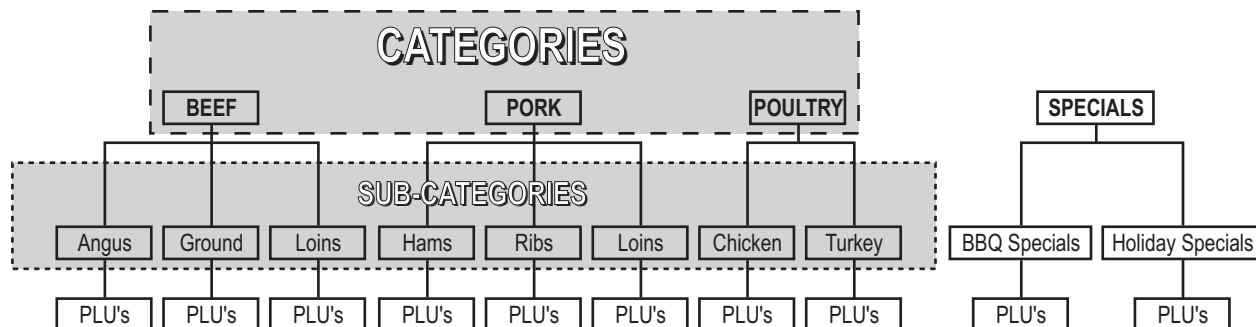 CATEGORIES
BEEF PORK POULTRY SPECIALS
SUB-CATEGORIES
Angus Ground Loins Hams Ribs Loins Chicken Turkey BBQ Specials Holiday Specials
PLU's PLU's PLU's PLU's PLU's PLU's PLU's PLU's PLU's PLU's